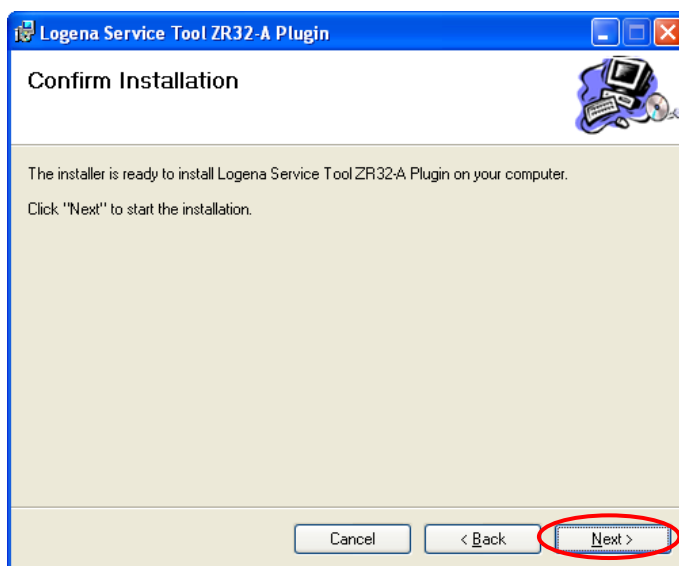 Logena Service Tool ZR32-A Plugin
Confirm Installation
The installer is ready to install Logena Service Tool ZR32-A Plugin on your computer.
Click "Next" to start the installation.
Cancel
< Back
Next >